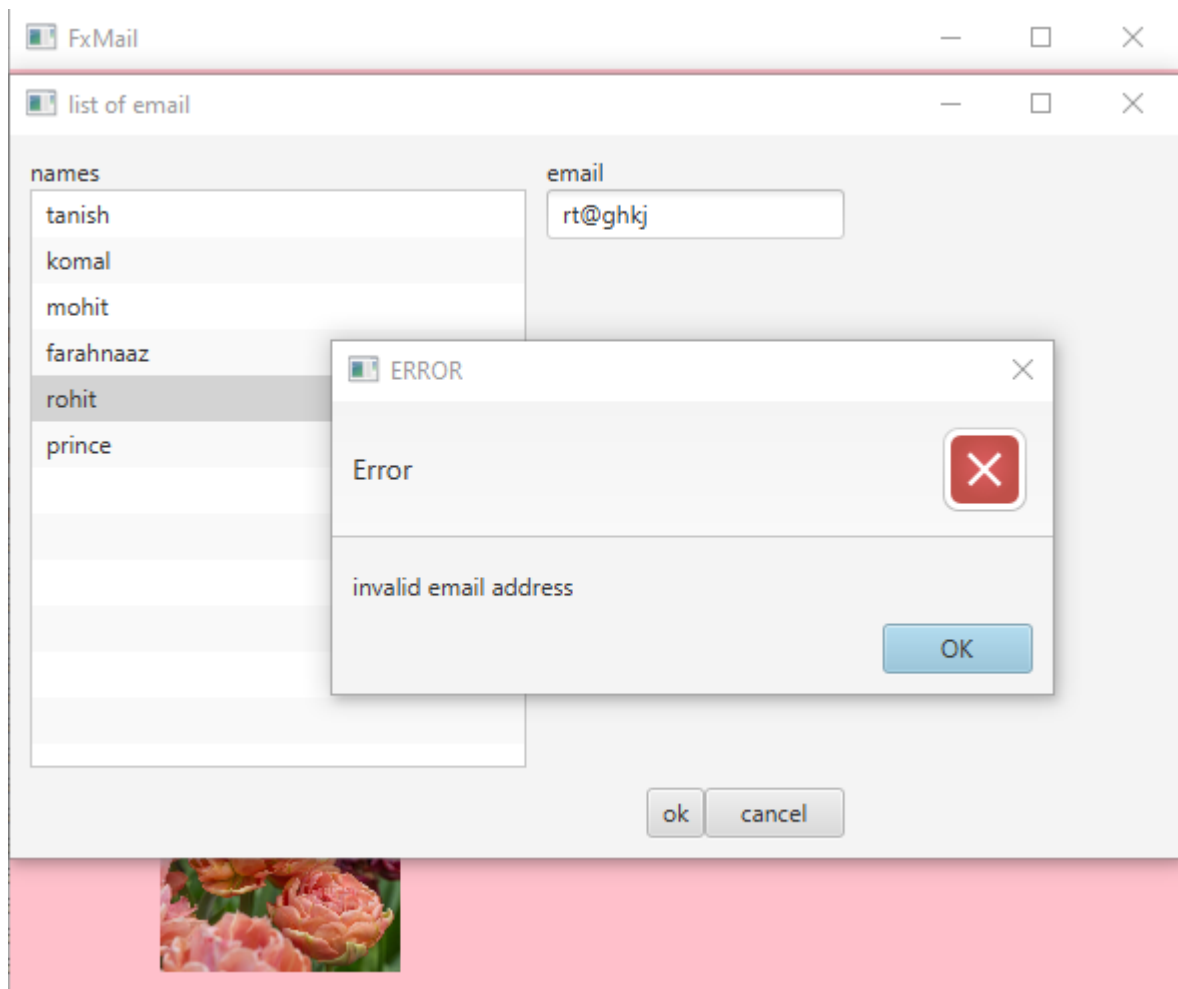 FxMail
list of email
names
email
tanish
rt@ghkj
komal
mohit
farahnaaz
rohit
prince
ERROR
Error
invalid email address
OK
ok
cancel